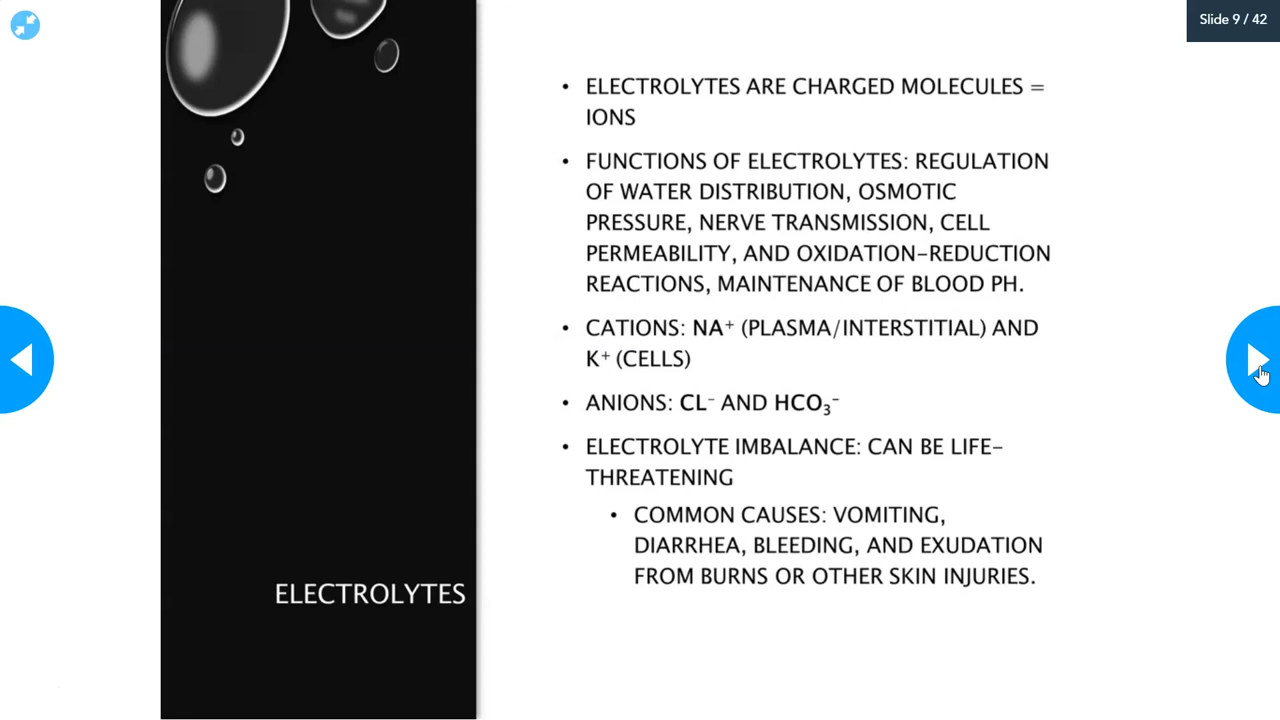 Slide 9 / 42
• ELECTROLYTES ARE CHARGED MOLECULES =
IONS
• FUNCTIONS OF ELECTROLYTES: REGULATION
OF WATER DISTRIBUTION, OSMOTIC
PRESSURE, NERVE TRANSMISSION, CELL
PERMEABILITY, AND OXIDATION-REDUCTION
REACTIONS, MAINTENANCE OF BLOOD PH.
• CATIONS: NA⁺ (PLASMA/INTERSTITIAL) AND
K⁺ (CELLS)
• ANIONS: CL⁻ AND HCO₃⁻
• ELECTROLYTE IMBALANCE: CAN BE LIFE-
THREATENING
• COMMON CAUSES: VOMITING,
DIARRHEA, BLEEDING, AND EXUDATION
FROM BURNS OR OTHER SKIN INJURIES.
ELECTROLYTES